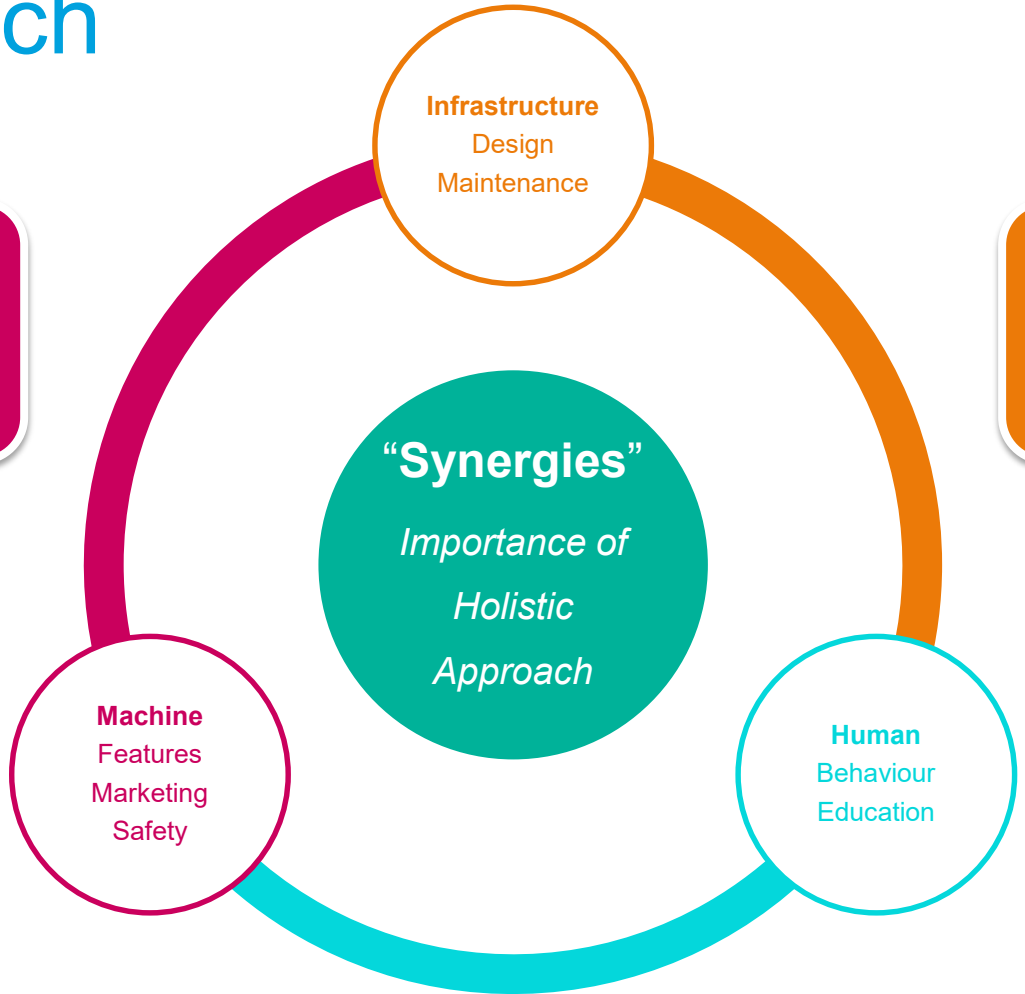 ch
Infrastructure
Design
Maintenance
“Synergies”
Importance of
Holistic
Approach
Machine
Features
Marketing
Safety
Human
Behaviour
Education